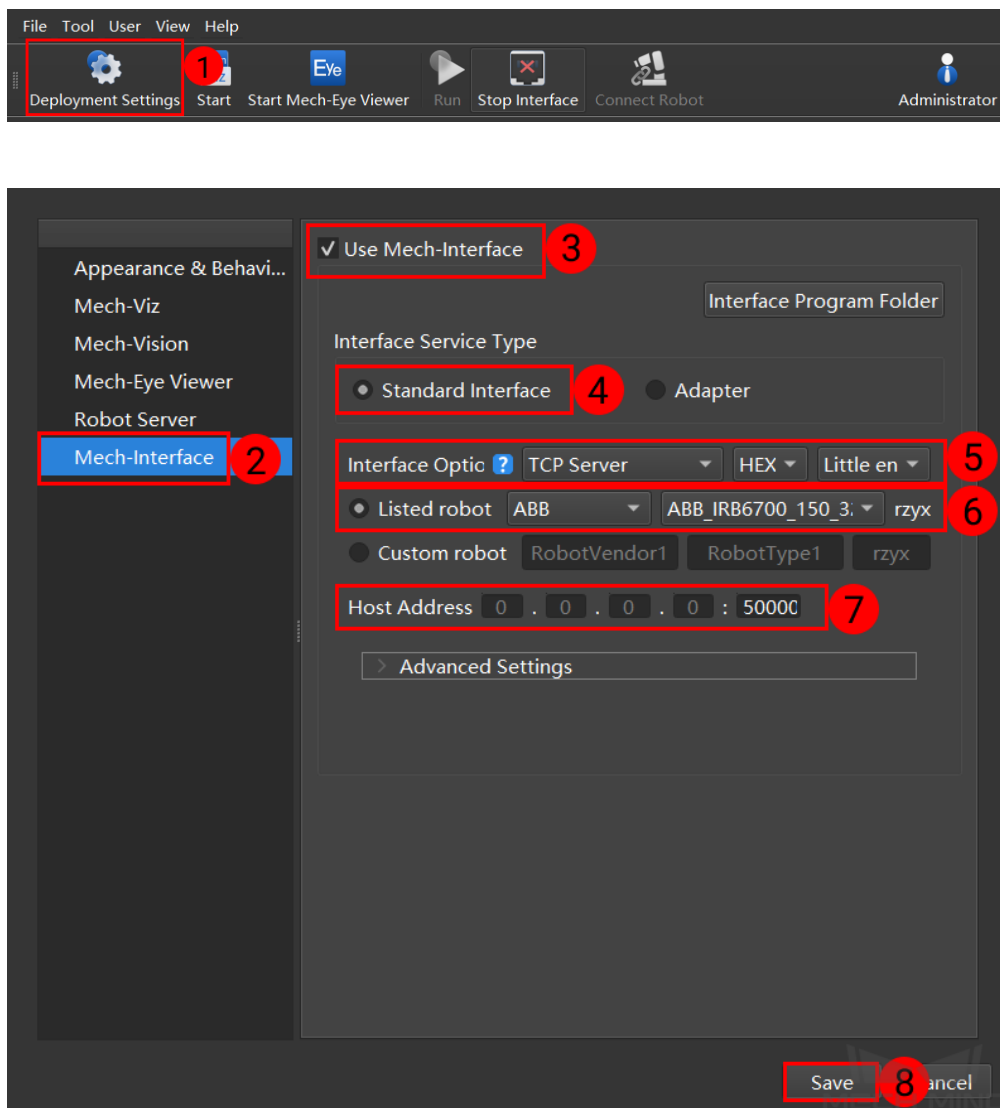 File Tool User View Help
1
Eye
Deployment Settings Start Start Mech-Eye Viewer Run Stop Interface Connect Robot Administrator
Use Mech-Interface 3
Appearance & Behavi...
Interface Program Folder
Mech-Viz
Mech-Vision
Interface Service Type
Mech-Eye Viewer
Standard Interface 4 Adapter
Robot Server
Mech-Interface 2
Interface Optic ? TCP Server HEX Little en 5
Listed robot ABB ABB_IRB6700_150_3 rzyx 6
Custom robot RobotVendor1 RobotType1 rzyx
Host Address 0 . 0 . 0 . 0 : 50000 7
Advanced Settings
Save 8 ancel